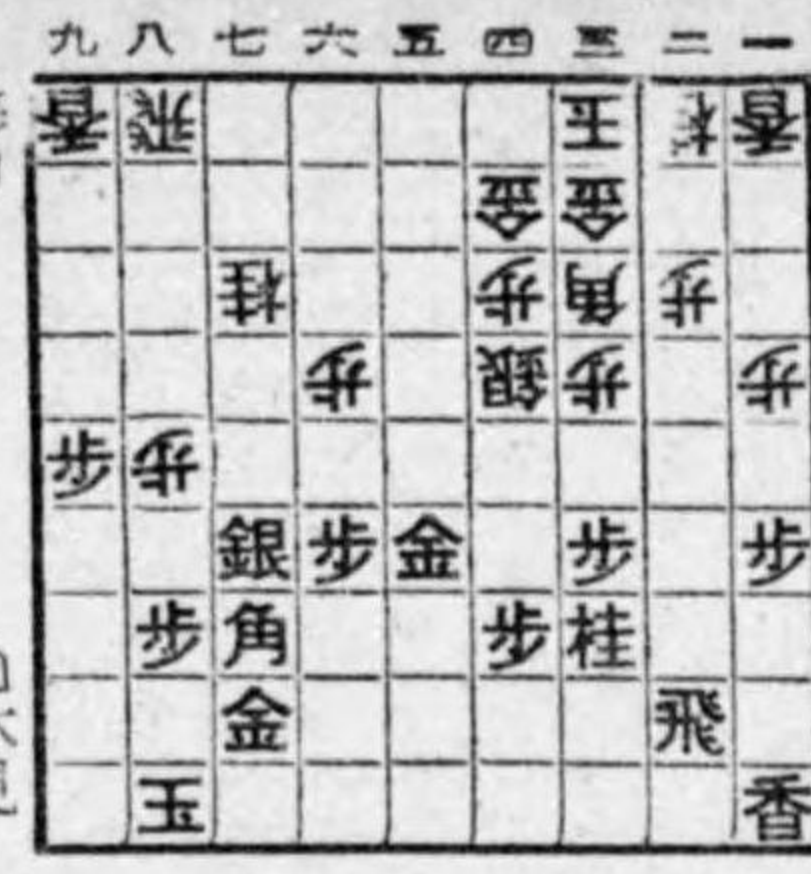 九 八 七 六 五 四 三 二 一
香 飛 玉 桂 香
金 金
桂 歩 角 歩
歩 銀 歩 歩
歩 歩
銀 歩 金 歩 歩
歩 角 歩 桂
金 飛
玉 香